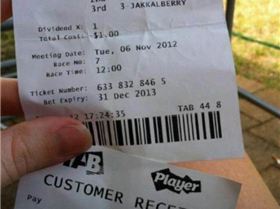 3rd 3-JAKKALBERRY
Dividend x: 1
Total Cost: $1.00
Meeting Date: Tue, 06 Nov 2012
Race No: 7
Race Time: 12:00
Ticket Number: 633 832 846 5
Bet Expiry: 31 Dec 2013
TAB 44 8
12 17:24:35
TAB
Player
CUSTOMER RECE
Pay